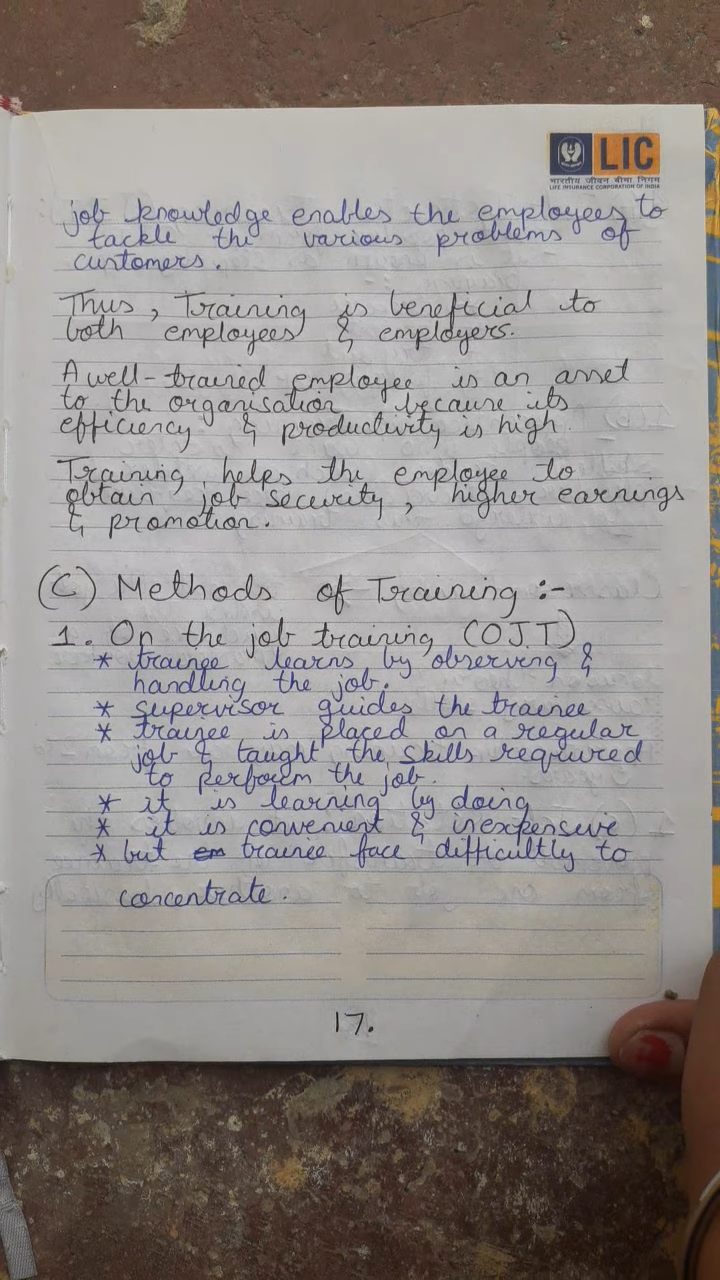 LIC
भारतीय जीवन बीमा निगम
LIFE INSURANCE CORPORATION OF INDIA
job knowledge enables the employees to
tackle the various problems of
customers.
Thus, Training is beneficial to
both employees & employers.
A well-trained employee is an asset
to the organisation because its
efficiency & productivity is high.
Training helps the employee to
obtain job security, higher earnings
& promotion.
(C) Methods of Training :-
1. On the job training (OJT)
* trainee learns by observing &
handling the job.
* supervisor guides the trainee
* trainee is placed on a regular
job & taught the skills required
to perform the job.
* it is learning by doing
* it is convenient & inexpensive
* but trainee face difficultly to
concentrate.
17.